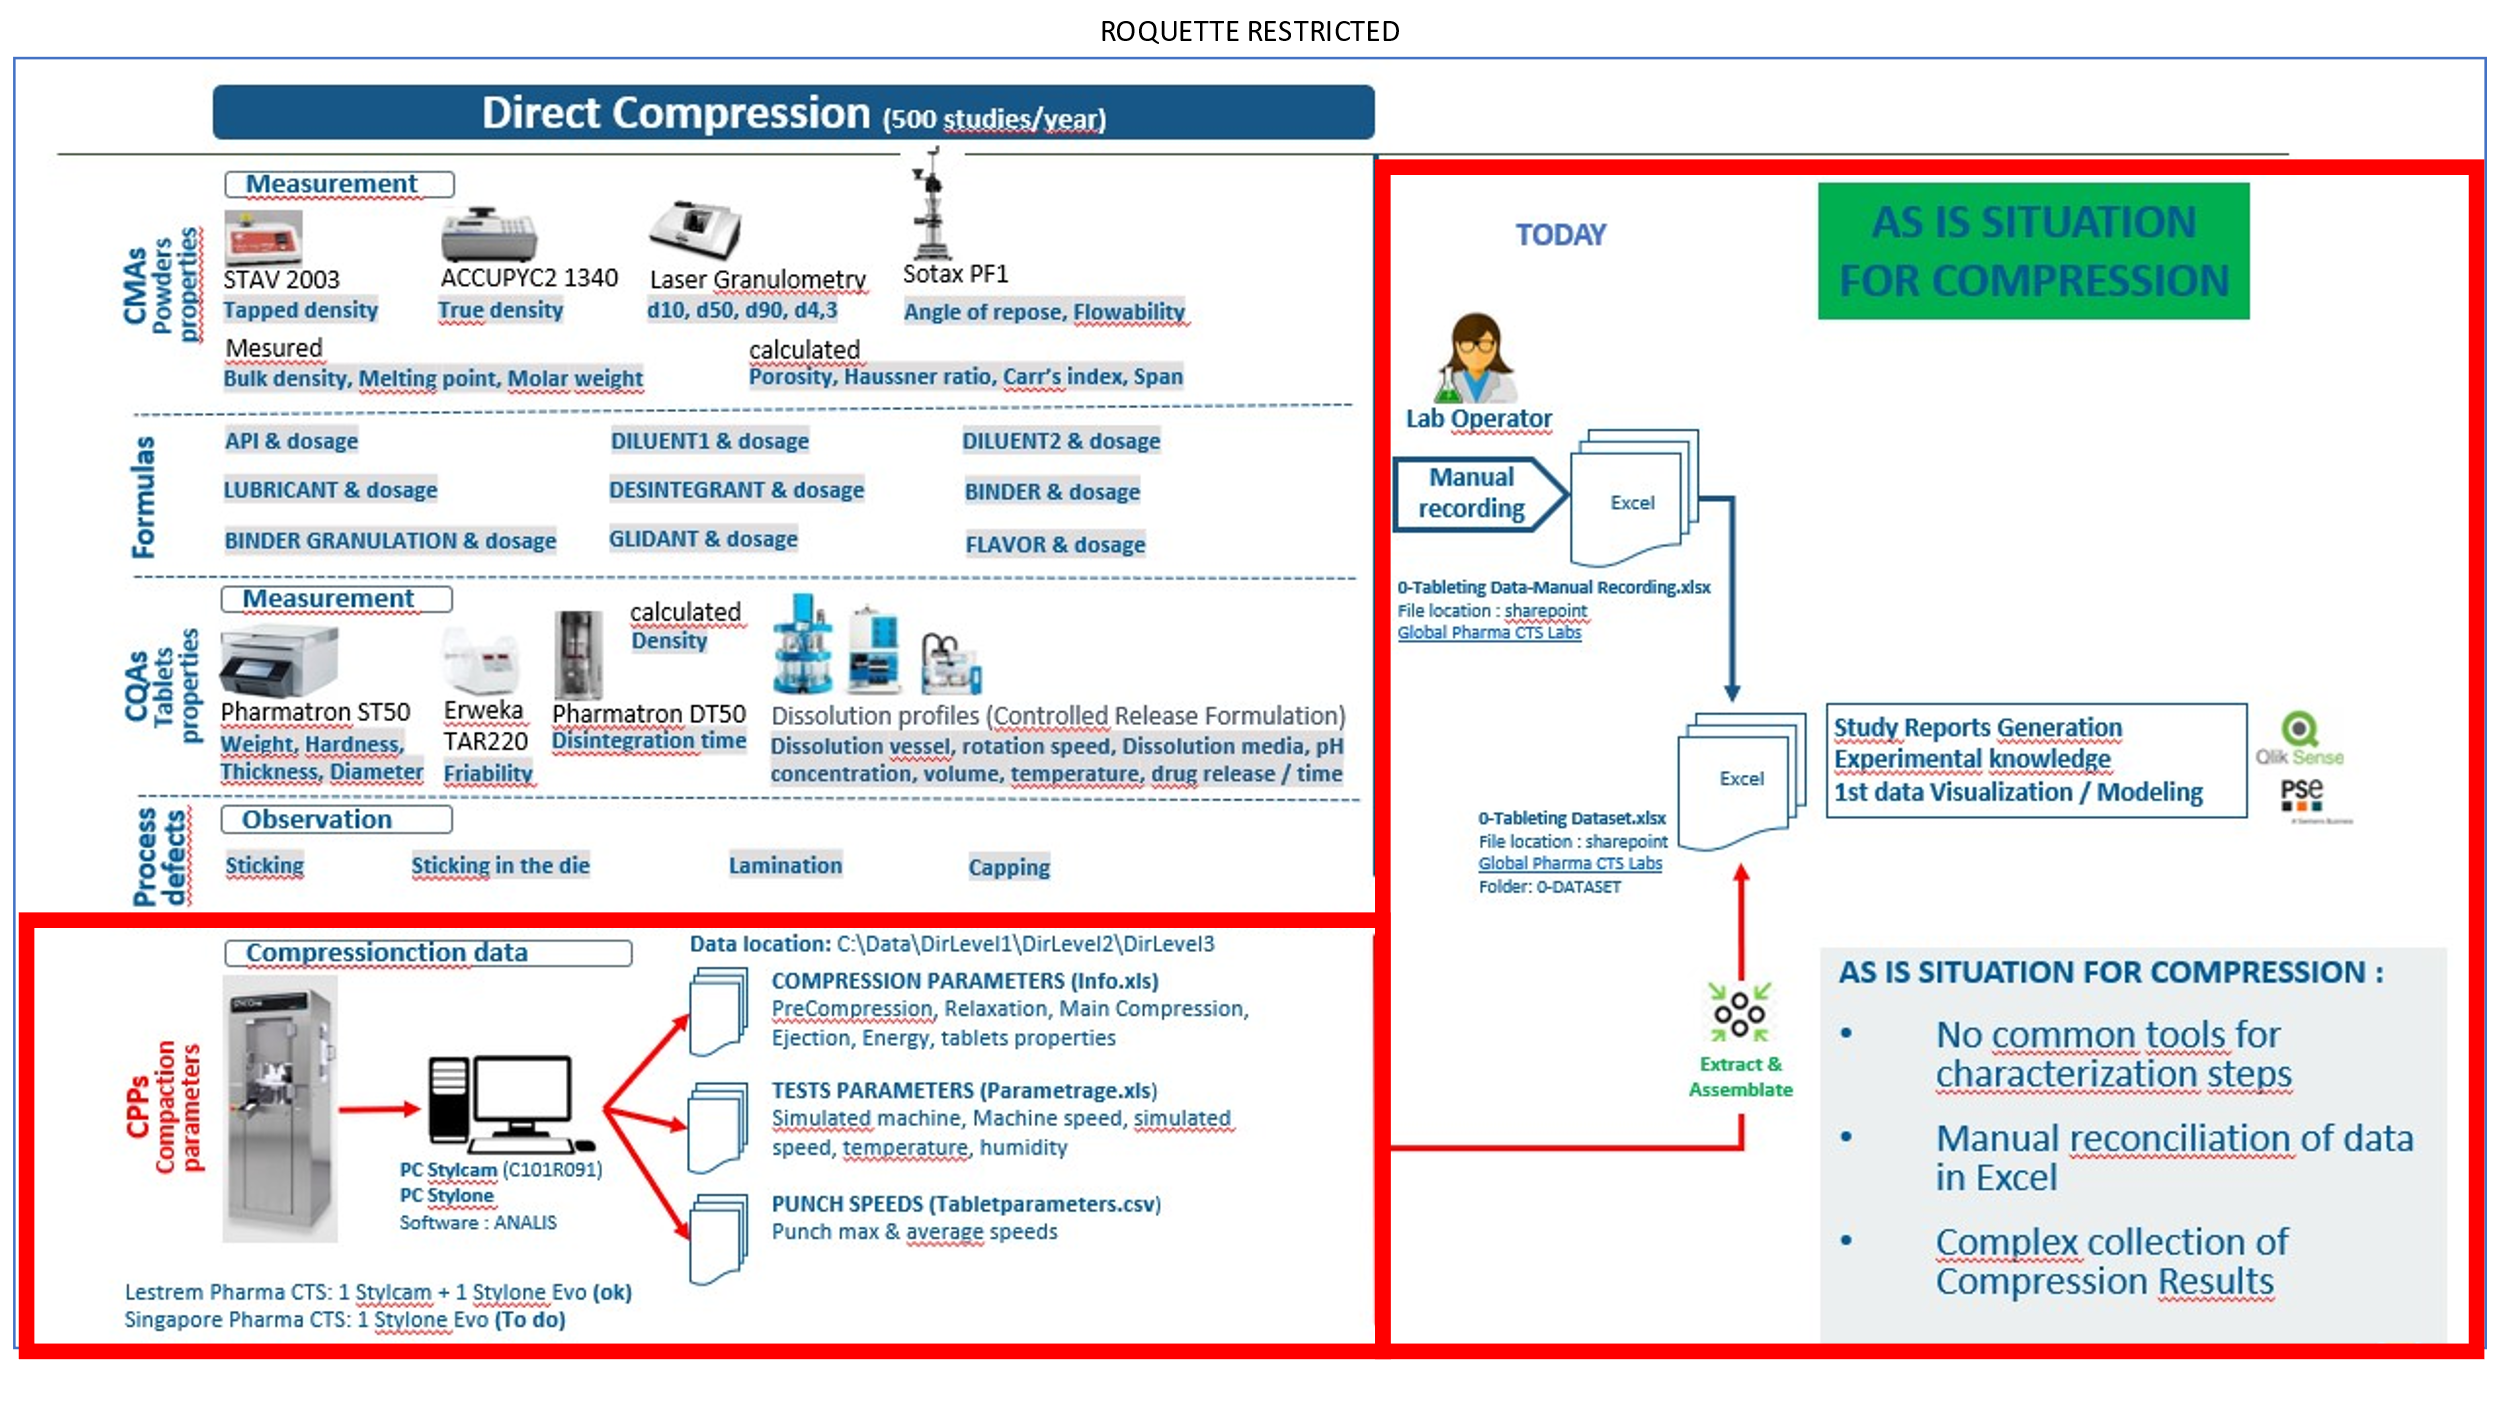 ROQUETTE RESTRICTED
Direct Compression (500 studies/year)
Measurement
CMAs
Powders
properties
STAV 2003
Tapped density
ACCUPYC2 1340
True density
Laser Granulometry
d10, d50, d90, d4,3
Sotax PF1
Angle of repose, Flowability
Mesured
Bulk density, Melting point, Molar weight
calculated
Porosity, Haussner ratio, Carr's index, Span
Formulas
API & dosage
DILUENT1 & dosage
DILUENT2 & dosage
LUBRICANT & dosage
DESINTEGRANT & dosage
BINDER & dosage
BINDER GRANULATION & dosage
GLIDANT & dosage
FLAVOR & dosage
Measurement
CQAs
Tablets
properties
Pharmatron ST50
Weight, Hardness,
Thickness, Diameter
Erweka
TAR220
Friability
Pharmatron DT50
Disintegration time
calculated
Density
Dissolution profiles (Controlled Release Formulation)
Dissolution vessel, rotation speed, Dissolution media, pH
concentration, volume, temperature, drug release / time
Process
defects
Observation
Sticking
Sticking in the die
Lamination
Capping
Compressionction data
CPPs
Compaction
parameters
PC Stylcam (C101R091)
PC Stylone
Software : ANALIS
Data location: C:\Data\DirLevel1\DirLevel2\DirLevel3
COMPRESSION PARAMETERS (Info.xls)
PreCompression, Relaxation, Main Compression,
Ejection, Energy, tablets properties
TESTS PARAMETERS (Parametrage.xls)
Simulated machine, Machine speed, simulated
speed, temperature, humidity
PUNCH SPEEDS (Tabletparameters.csv)
Punch max & average speeds
Lestrem Pharma CTS: 1 Stylcam + 1 Stylone Evo (ok)
Singapore Pharma CTS: 1 Stylone Evo (To do)
TODAY
AS IS SITUATION
FOR COMPRESSION
Lab Operator
Manual
recording
Excel
0-Tableting Data-Manual Recording.xlsx
File location : sharepoint
Global Pharma CTS Labs
Excel
0-Tableting Dataset.xlsx
File location : sharepoint
Global Pharma CTS Labs
Folder: 0-DATASET
Study Reports Generation
Experimental knowledge
1st data Visualization / Modeling
Qlik Sense
PSE
A Siemens Business
Extract &
Assemblate
AS IS SITUATION FOR COMPRESSION :
• No common tools for
characterization steps
• Manual reconciliation of data
in Excel
• Complex collection of
Compression Results